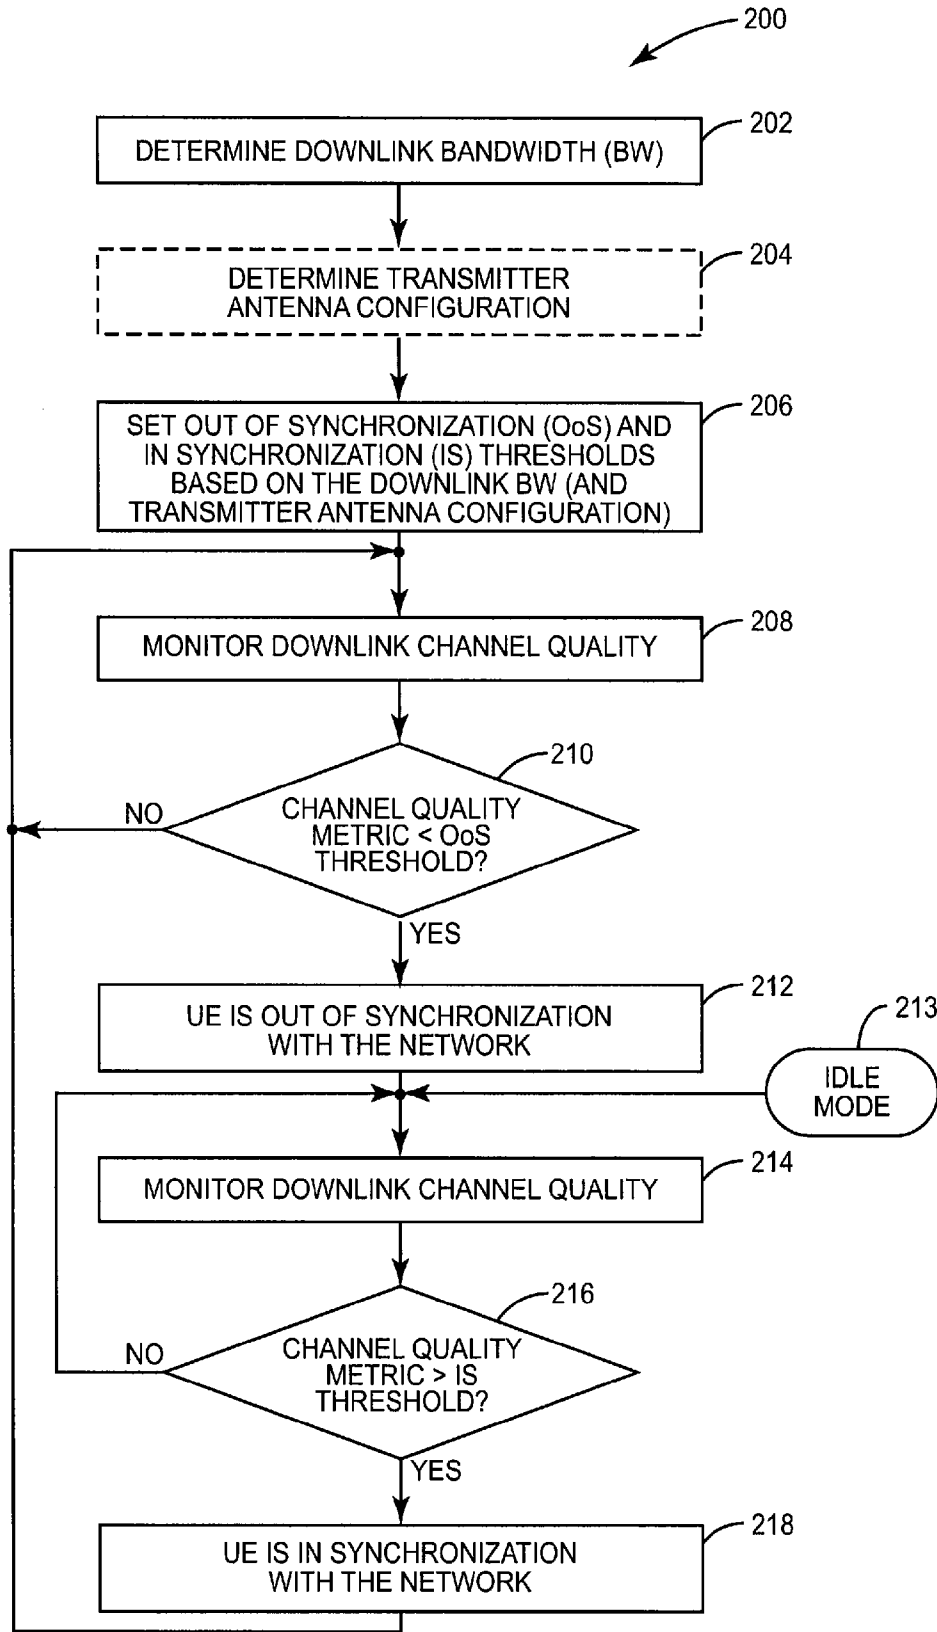 200
202
DETERMINE DOWNLINK BANDWIDTH (BW)
204
DETERMINE TRANSMITTER
ANTENNA CONFIGURATION
206
SET OUT OF SYNCHRONIZATION (OoS) AND
IN SYNCHRONIZATION (IS) THRESHOLDS
BASED ON THE DOWNLINK BW (AND
TRANSMITTER ANTENNA CONFIGURATION)
208
MONITOR DOWNLINK CHANNEL QUALITY
210
NO
CHANNEL QUALITY
METRIC < OoS
THRESHOLD?
YES
212
UE IS OUT OF SYNCHRONIZATION
WITH THE NETWORK
213
IDLE
MODE
214
MONITOR DOWNLINK CHANNEL QUALITY
216
NO
CHANNEL QUALITY
METRIC > IS
THRESHOLD?
YES
218
UE IS IN SYNCHRONIZATION
WITH THE NETWORK